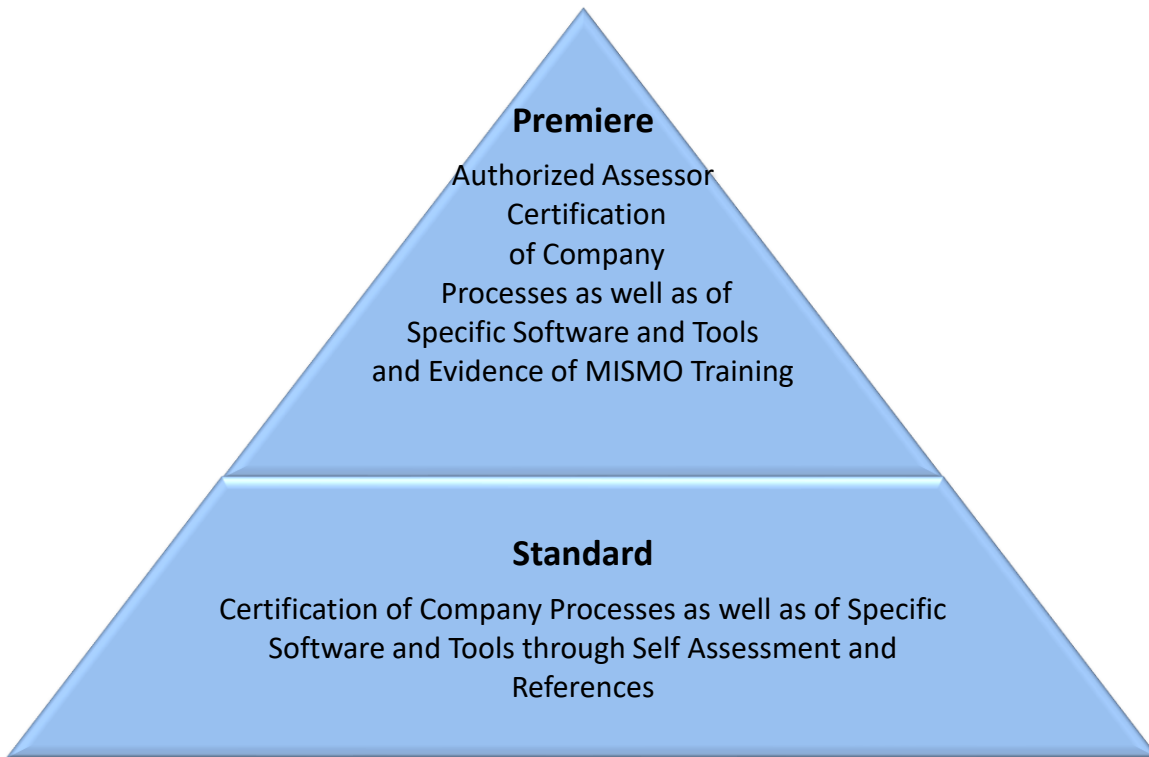 Premiere
Authorized Assessor
Certification
of Company
Processes as well as of
Specific Software and Tools
and Evidence of MISMO Training
Standard
Certification of Company Processes as well as of Specific
Software and Tools through Self Assessment and
References